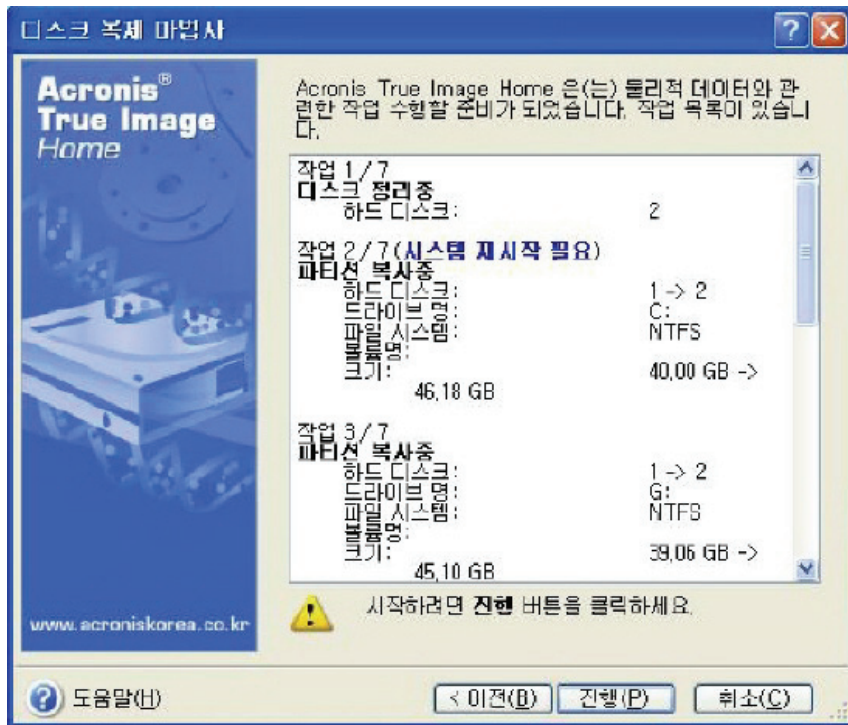 디스크 복제 마법사
Acronis®
True Image
Home
www.acroniskorea.co.kr
Acronis True Image Home 은(는) 물리적 데이터와 관
련한 작업 수행할 준비가 되었습니다. 작업 목록이 있습니
다.
작업 1/7
디스크 정리중
하드 디스크: 2
작업 2/7(시스템 재시작 필요)
파티션 복사중
하드 디스크: 1 -> 2
드라이브 명: C:
파일 시스템: NTFS
볼륨명:
크기: 40,00 GB ->
46,18 GB
작업 3/7
파티션 복사중
하드 디스크: 1 -> 2
드라이브 명: G:
파일 시스템: NTFS
볼륨명:
크기: 39,06 GB ->
45,10 GB
시작하려면 진행 버튼을 클릭하세요.
도움말(H)
< 이전(B)
진행(P)
취소(C)